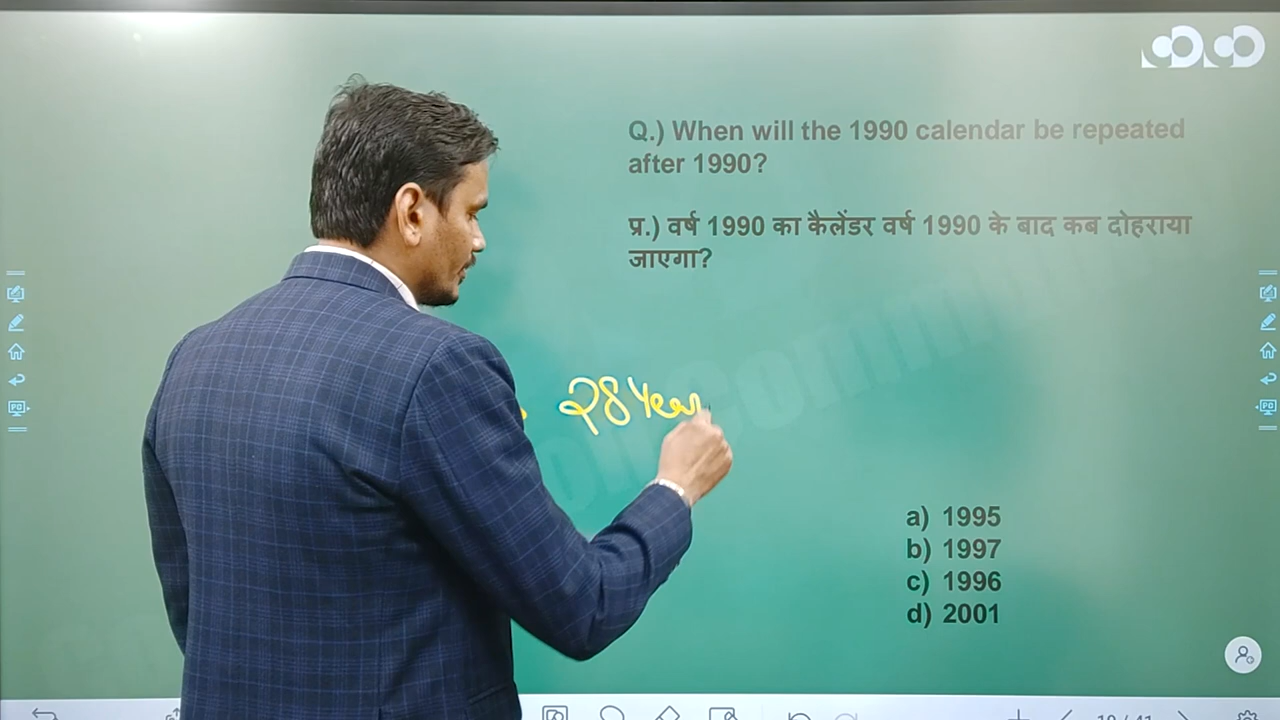 Q.) When will the 1990 calendar be repeated
after 1990?
प्र.) वर्ष 1990 का कैलेंडर वर्ष 1990 के बाद कब दोहराया
जाएगा?
28 Year
a) 1995
b) 1997
c) 1996
d) 2001